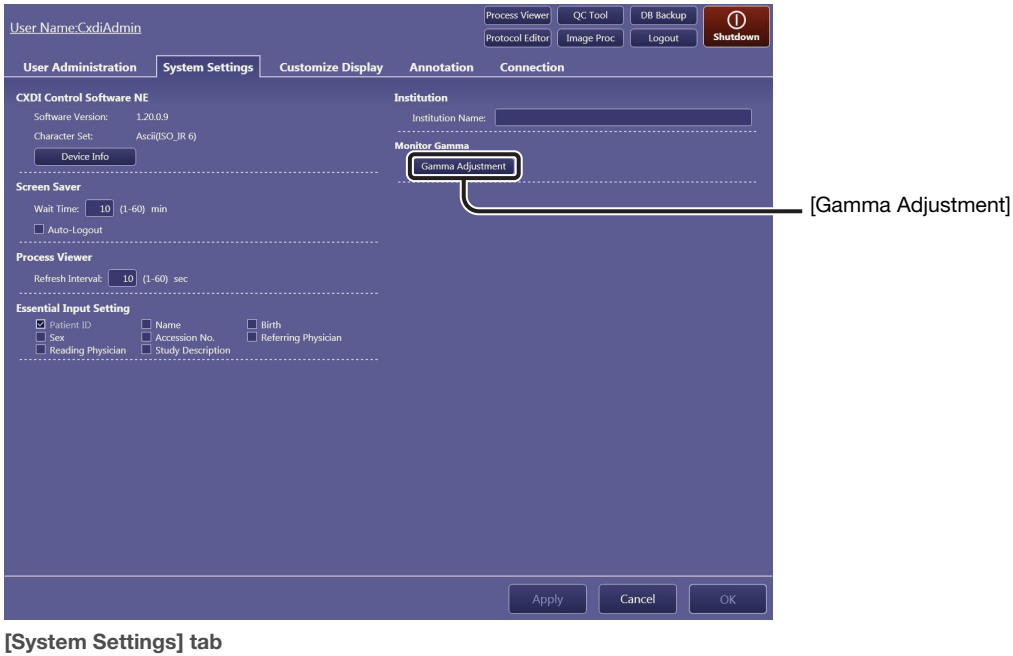 User Name:CxdiAdmin
Process Viewer QC Tool DB Backup
Protocol Editor Image Proc Logout
Shutdown
User Administration System Settings Customize Display Annotation Connection
CXDI Control Software NE
Software Version: 1.20.0.9
Character Set: Ascii(ISO_IR 6)
Device Info
Screen Saver
Wait Time: 10 (1-60) min
Auto-Logout
Process Viewer
Refresh Interval: 10 (1-60) sec
Essential Input Setting
Patient ID Name Birth
Sex Accession No. Referring Physician
Reading Physician Study Description
Institution
Institution Name:
Monitor Gamma
Gamma Adjustment
[Gamma Adjustment]
Apply Cancel OK
[System Settings] tab